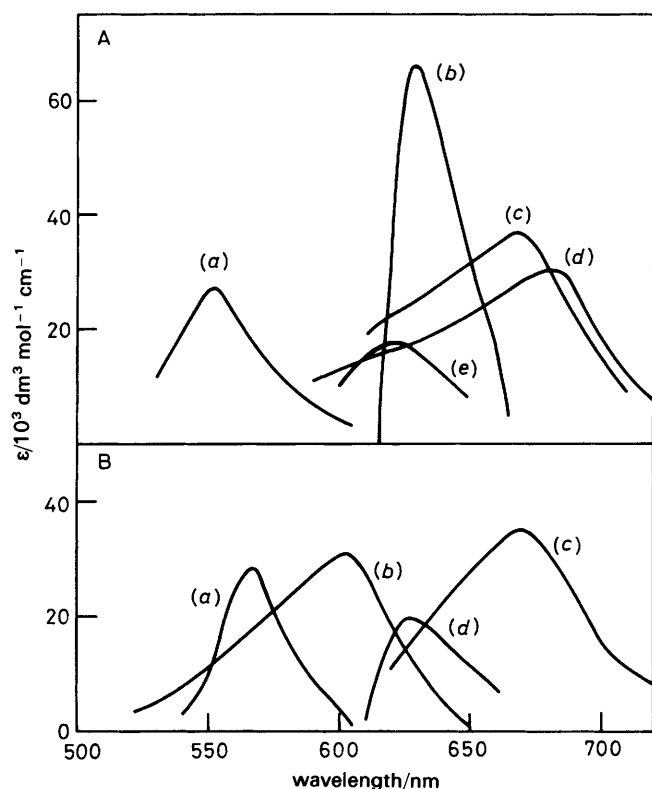 A
60
(b)
40
(c)
(a)
(d)
20
(e)
ε/10³ dm³ mol⁻¹ cm⁻¹
B
40
(b)
(c)
(a)
20
(d)
0
500 550 600 650 700
wavelength/nm